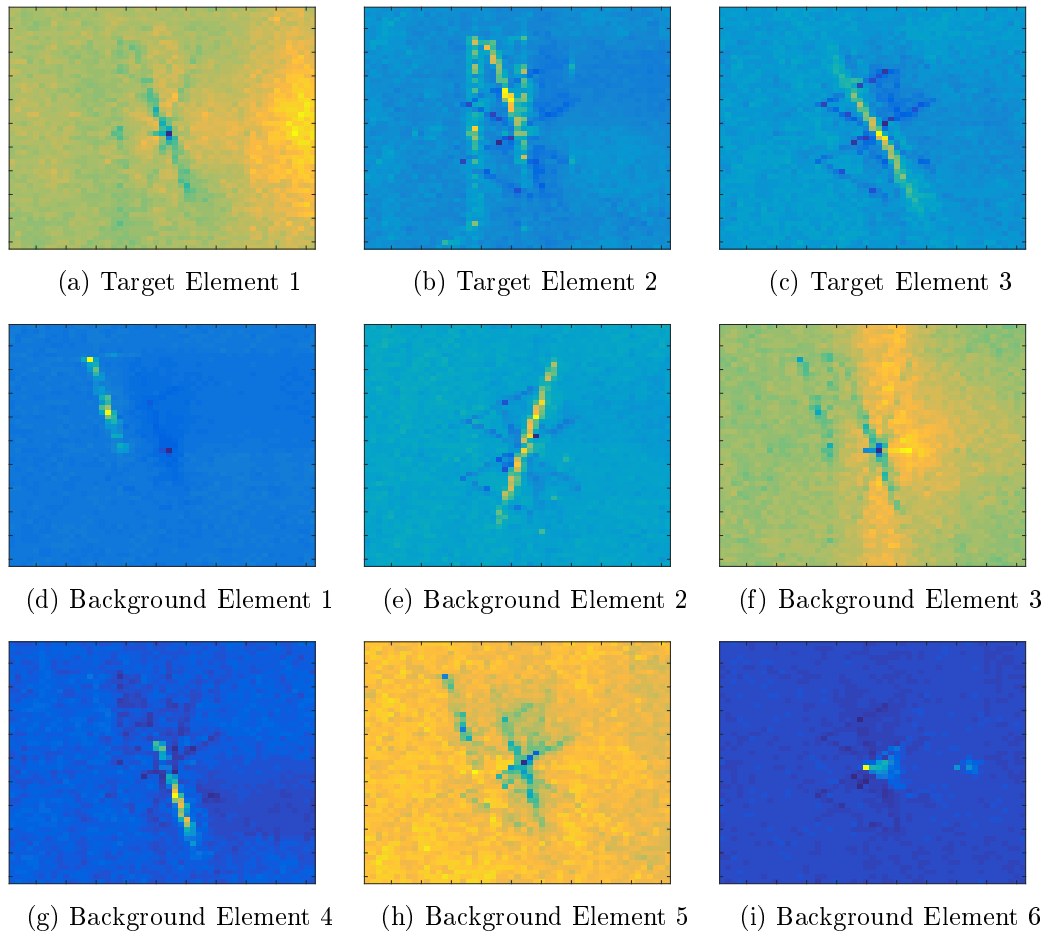 (a) Target Element 1
(b) Target Element 2
(c) Target Element 3
(d) Background Element 1
(e) Background Element 2
(f) Background Element 3
(g) Background Element 4
(h) Background Element 5
(i) Background Element 6